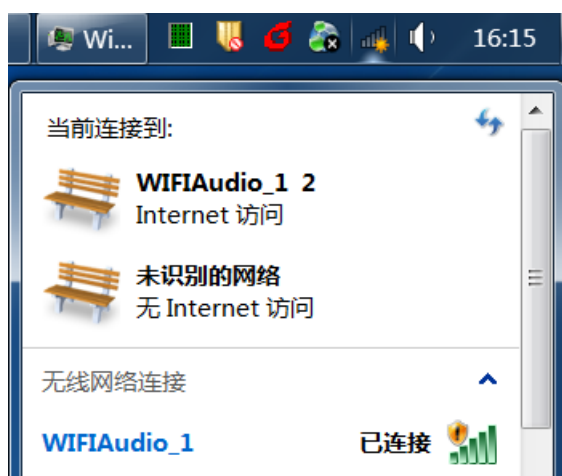 Wi...
16:15
当前连接到:
WIFIAudio_1 2
Internet 访问
未识别的网络
无 Internet 访问
无线网络连接
WIFIAudio_1
已连接